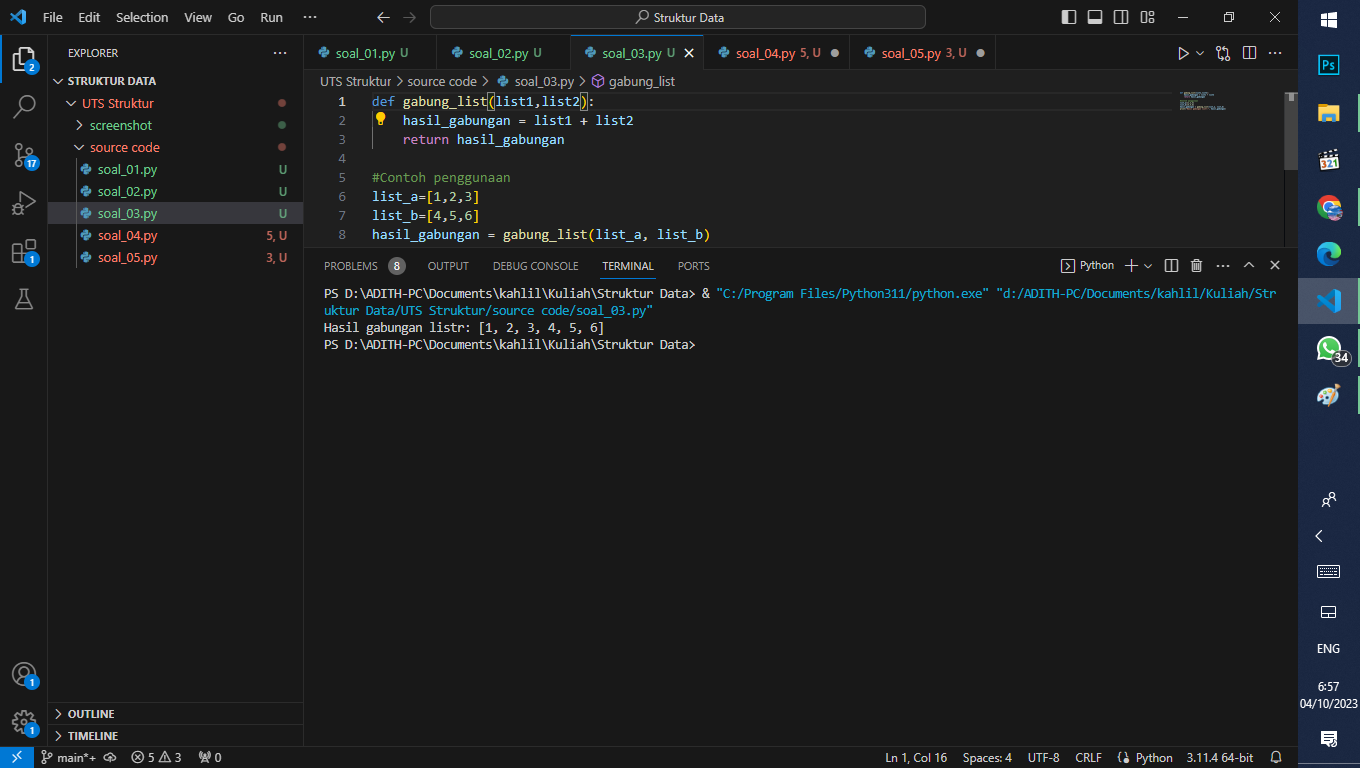 File Edit Selection View Go Run ··· Struktur Data
EXPLORER ···
STRUKTUR DATA
UTS Struktur
screenshot
source code
soal_01.py U
soal_02.py U
soal_03.py U
soal_04.py 5, U
soal_05.py 3, U
OUTLINE
TIMELINE
2
17
1
1
1
soal_01.py U soal_02.py U soal_03.py U soal_04.py 5, U soal_05.py 3, U
UTS Struktur > source code > soal_03.py > gabung_list
1 def gabung_list(list1,list2):
2 hasil_gabungan = list1 + list2
3 return hasil_gabungan
4
5 #Contoh penggunaan
6 list_a=[1,2,3]
7 list_b=[4,5,6]
8 hasil_gabungan = gabung_list(list_a, list_b)
PROBLEMS 8 OUTPUT DEBUG CONSOLE TERMINAL PORTS Python
PS D:\ADITH-PC\Documents\kahlil\Kuliah\Struktur Data> & "C:/Program Files/Python311/python.exe" "d:/ADITH-PC/Documents/kahlil/Kuliah/Str
uktur Data/UTS Struktur/source code/soal_03.py"
Hasil gabungan listr: [1, 2, 3, 4, 5, 6]
PS D:\ADITH-PC\Documents\kahlil\Kuliah\Struktur Data>
main*+ 5 3 0 Ln 1, Col 16 Spaces: 4 UTF-8 CRLF Python 3.11.4 64-bit
Ps
321
34
ENG
6:57
04/10/2023